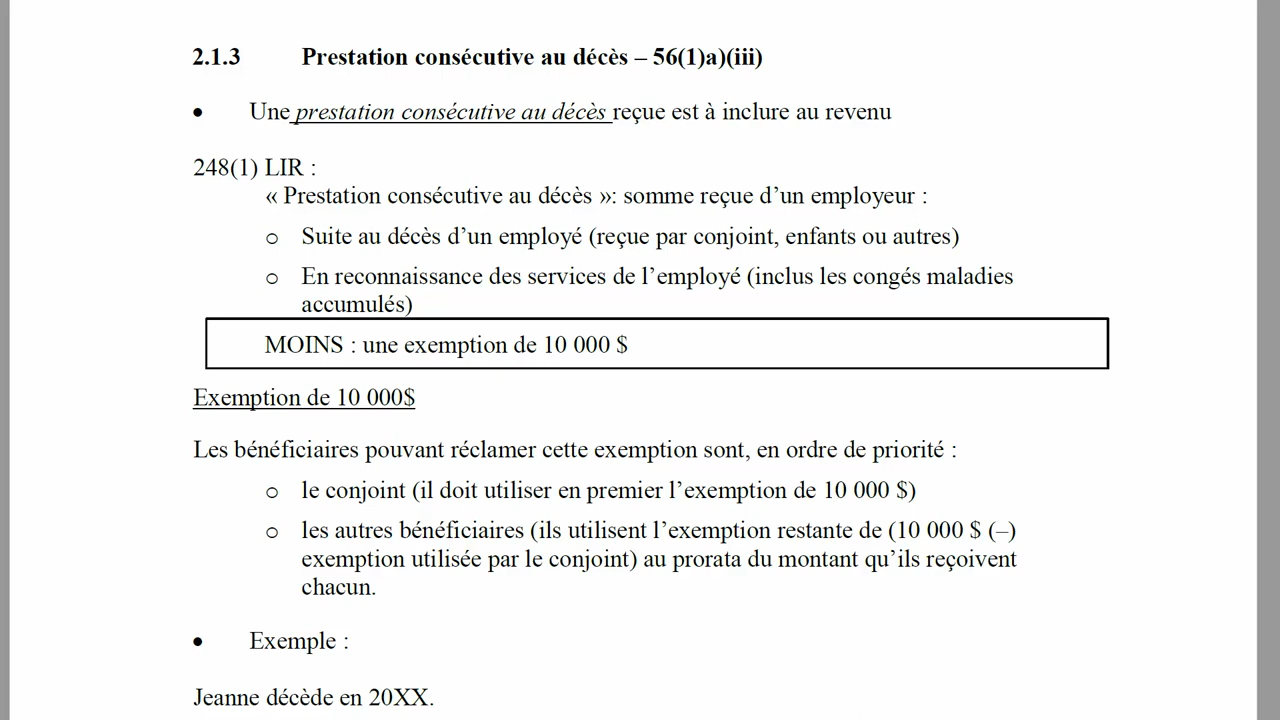 2.1.3 Prestation consécutive au décès – 56(1)a)(iii)
• Une prestation consécutive au décès reçue est à inclure au revenu
248(1) LIR :
« Prestation consécutive au décès »: somme reçue d’un employeur :
o Suite au décès d’un employé (reçue par conjoint, enfants ou autres)
o En reconnaissance des services de l’employé (inclus les congés maladies
accumulés)
MOINS : une exemption de 10 000 $
Exemption de 10 000$
Les bénéficiaires pouvant réclamer cette exemption sont, en ordre de priorité :
o le conjoint (il doit utiliser en premier l’exemption de 10 000 $)
o les autres bénéficiaires (ils utilisent l’exemption restante de (10 000 $ (–)
exemption utilisée par le conjoint) au prorata du montant qu’ils reçoivent
chacun.
• Exemple :
Jeanne décède en 20XX.